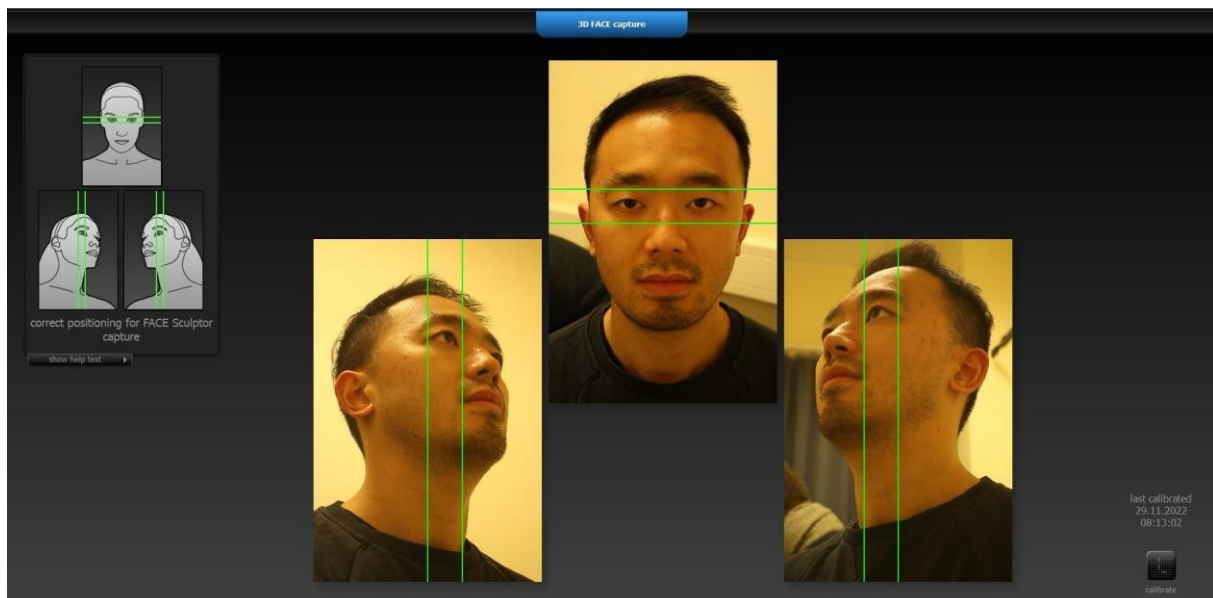 3D FACE capture
correct positioning for FACE Sculptor
capture
show help text
last calibrated
29.11.2022
08:13:02
calibrate